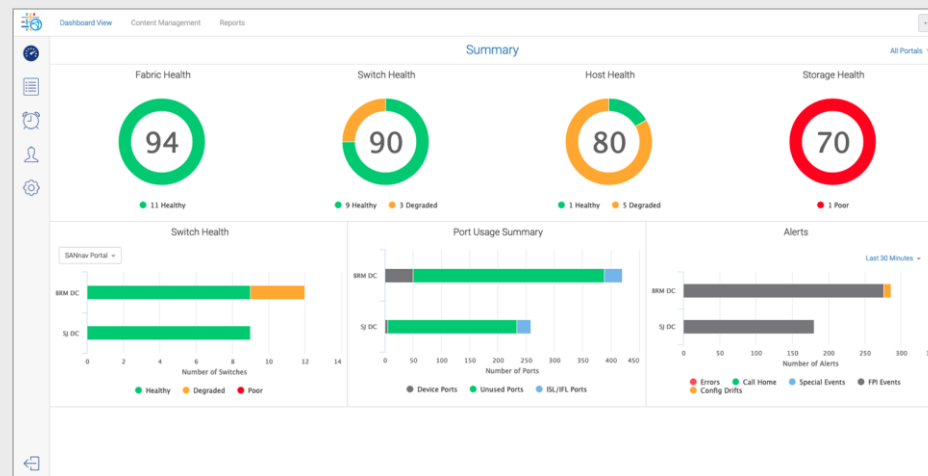 Dashboard View Content Management Reports
Summary
All Portals
Fabric Health Switch Health Host Health Storage Health
94 90 80 70
11 Healthy 9 Healthy 3 Degraded 1 Healthy 5 Degraded 1 Poor
Switch Health Port Usage Summary Alerts
SANnav Portal
Last 30 Minutes
BRM DC
SJ DC
0 2 4 6 8 10 12 14
Number of Switches
Healthy Degraded Poor
BRM DC
SJ DC
0 50 100 150 200 250 300 350 400 450
Number of Ports
Device Ports Unused Ports ISL/IFL Ports
BRM DC
SJ DC
0 50 100 150 200 250 300
Number of Alerts
Errors Call Home Special Events FPI Events
Config Drifts